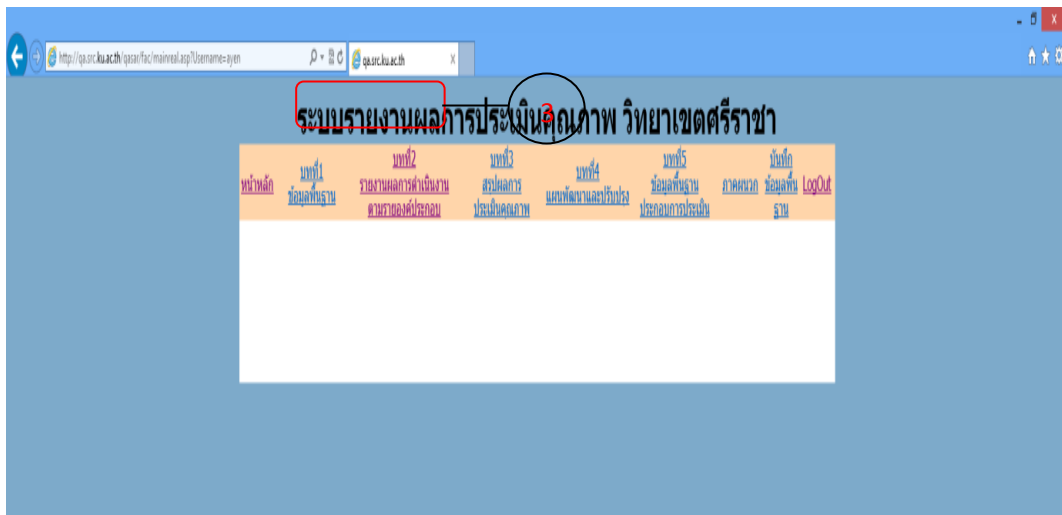 http://qa.src.ku.ac.th/qasar/fac/mainreal.asp?Username=ayen
qa.src.ku.ac.th
ระบบรายงานผลการประเมินคุณภาพ วิทยาเขตศรีราชา
3
หน้าหลัก
บทที่1
ข้อมูลพื้นฐาน
บทที่2
รายงานผลการดำเนินงาน
ตามรายองค์ประกอบ
บทที่3
สรุปผลการ
ประเมินคุณภาพ
บทที่4
แผนพัฒนาและปรับปรุง
บทที่5
ข้อมูลพื้นฐาน
ประกอบการประเมิน
ภาคผนวก
บันทึก
ข้อมูลพื้น
ฐาน
LogOut